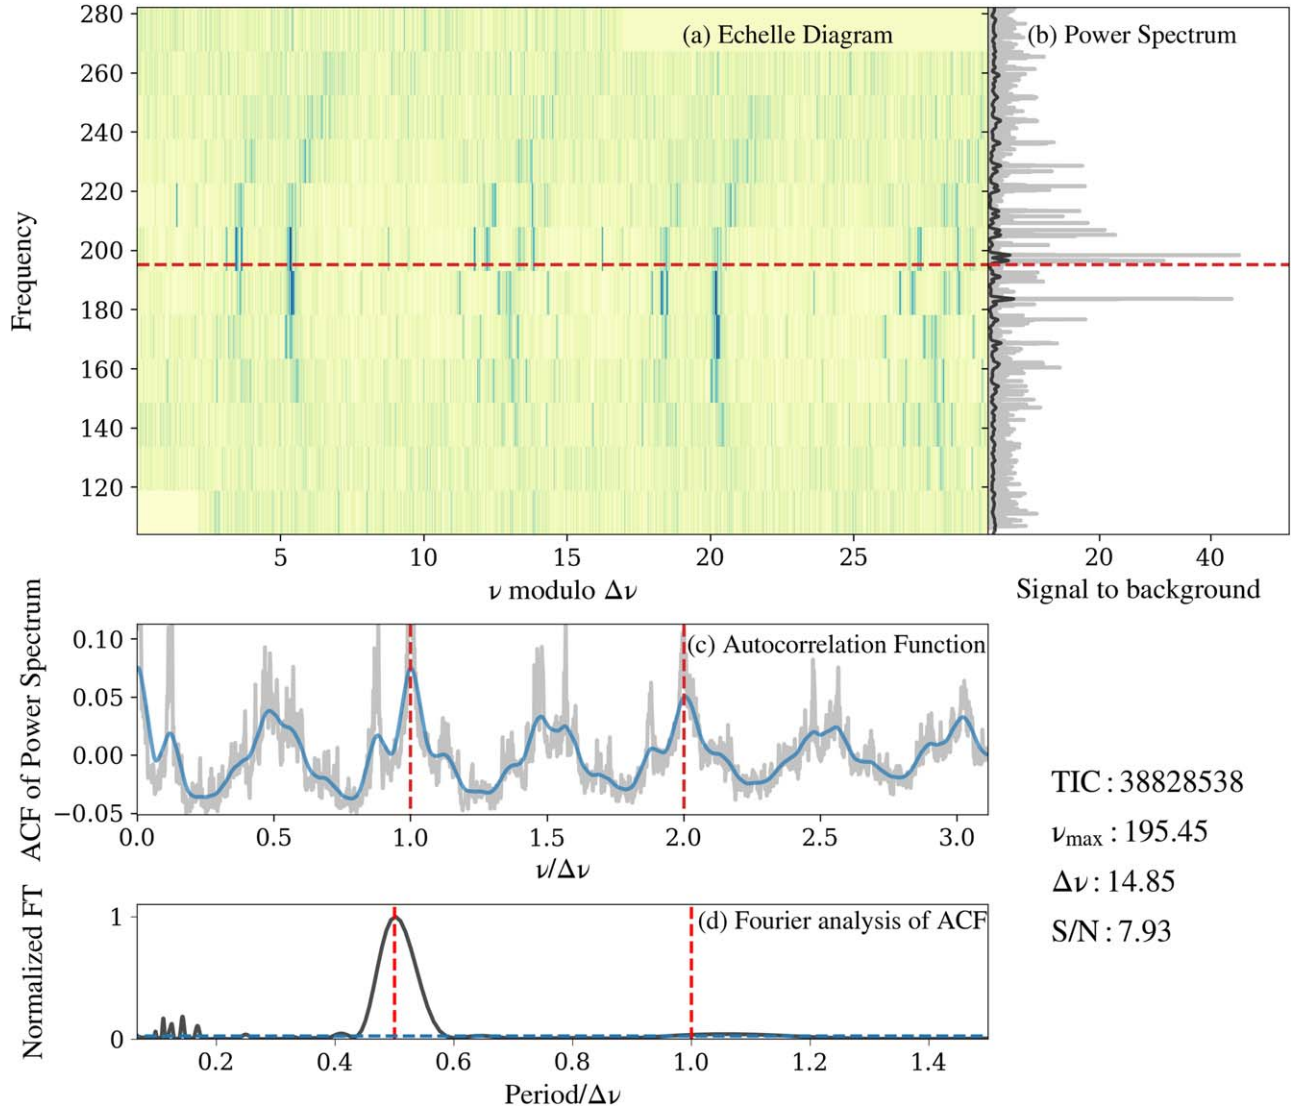 (a) Echelle Diagram
(b) Power Spectrum
Frequency
280
260
240
220
200
180
160
140
120
5 10 15 20 25
20 40
ν modulo Δν
Signal to background
ACF of Power Spectrum
(c) Autocorrelation Function
0.10
0.05
0.00
−0.05
0.0 0.5 1.0 1.5 2.0 2.5 3.0
ν/Δν
Normalized FT
(d) Fourier analysis of ACF
1
0
0.2 0.4 0.6 0.8 1.0 1.2 1.4
Period/Δν
TIC : 38828538
νmax : 195.45
Δν : 14.85
S/N : 7.93